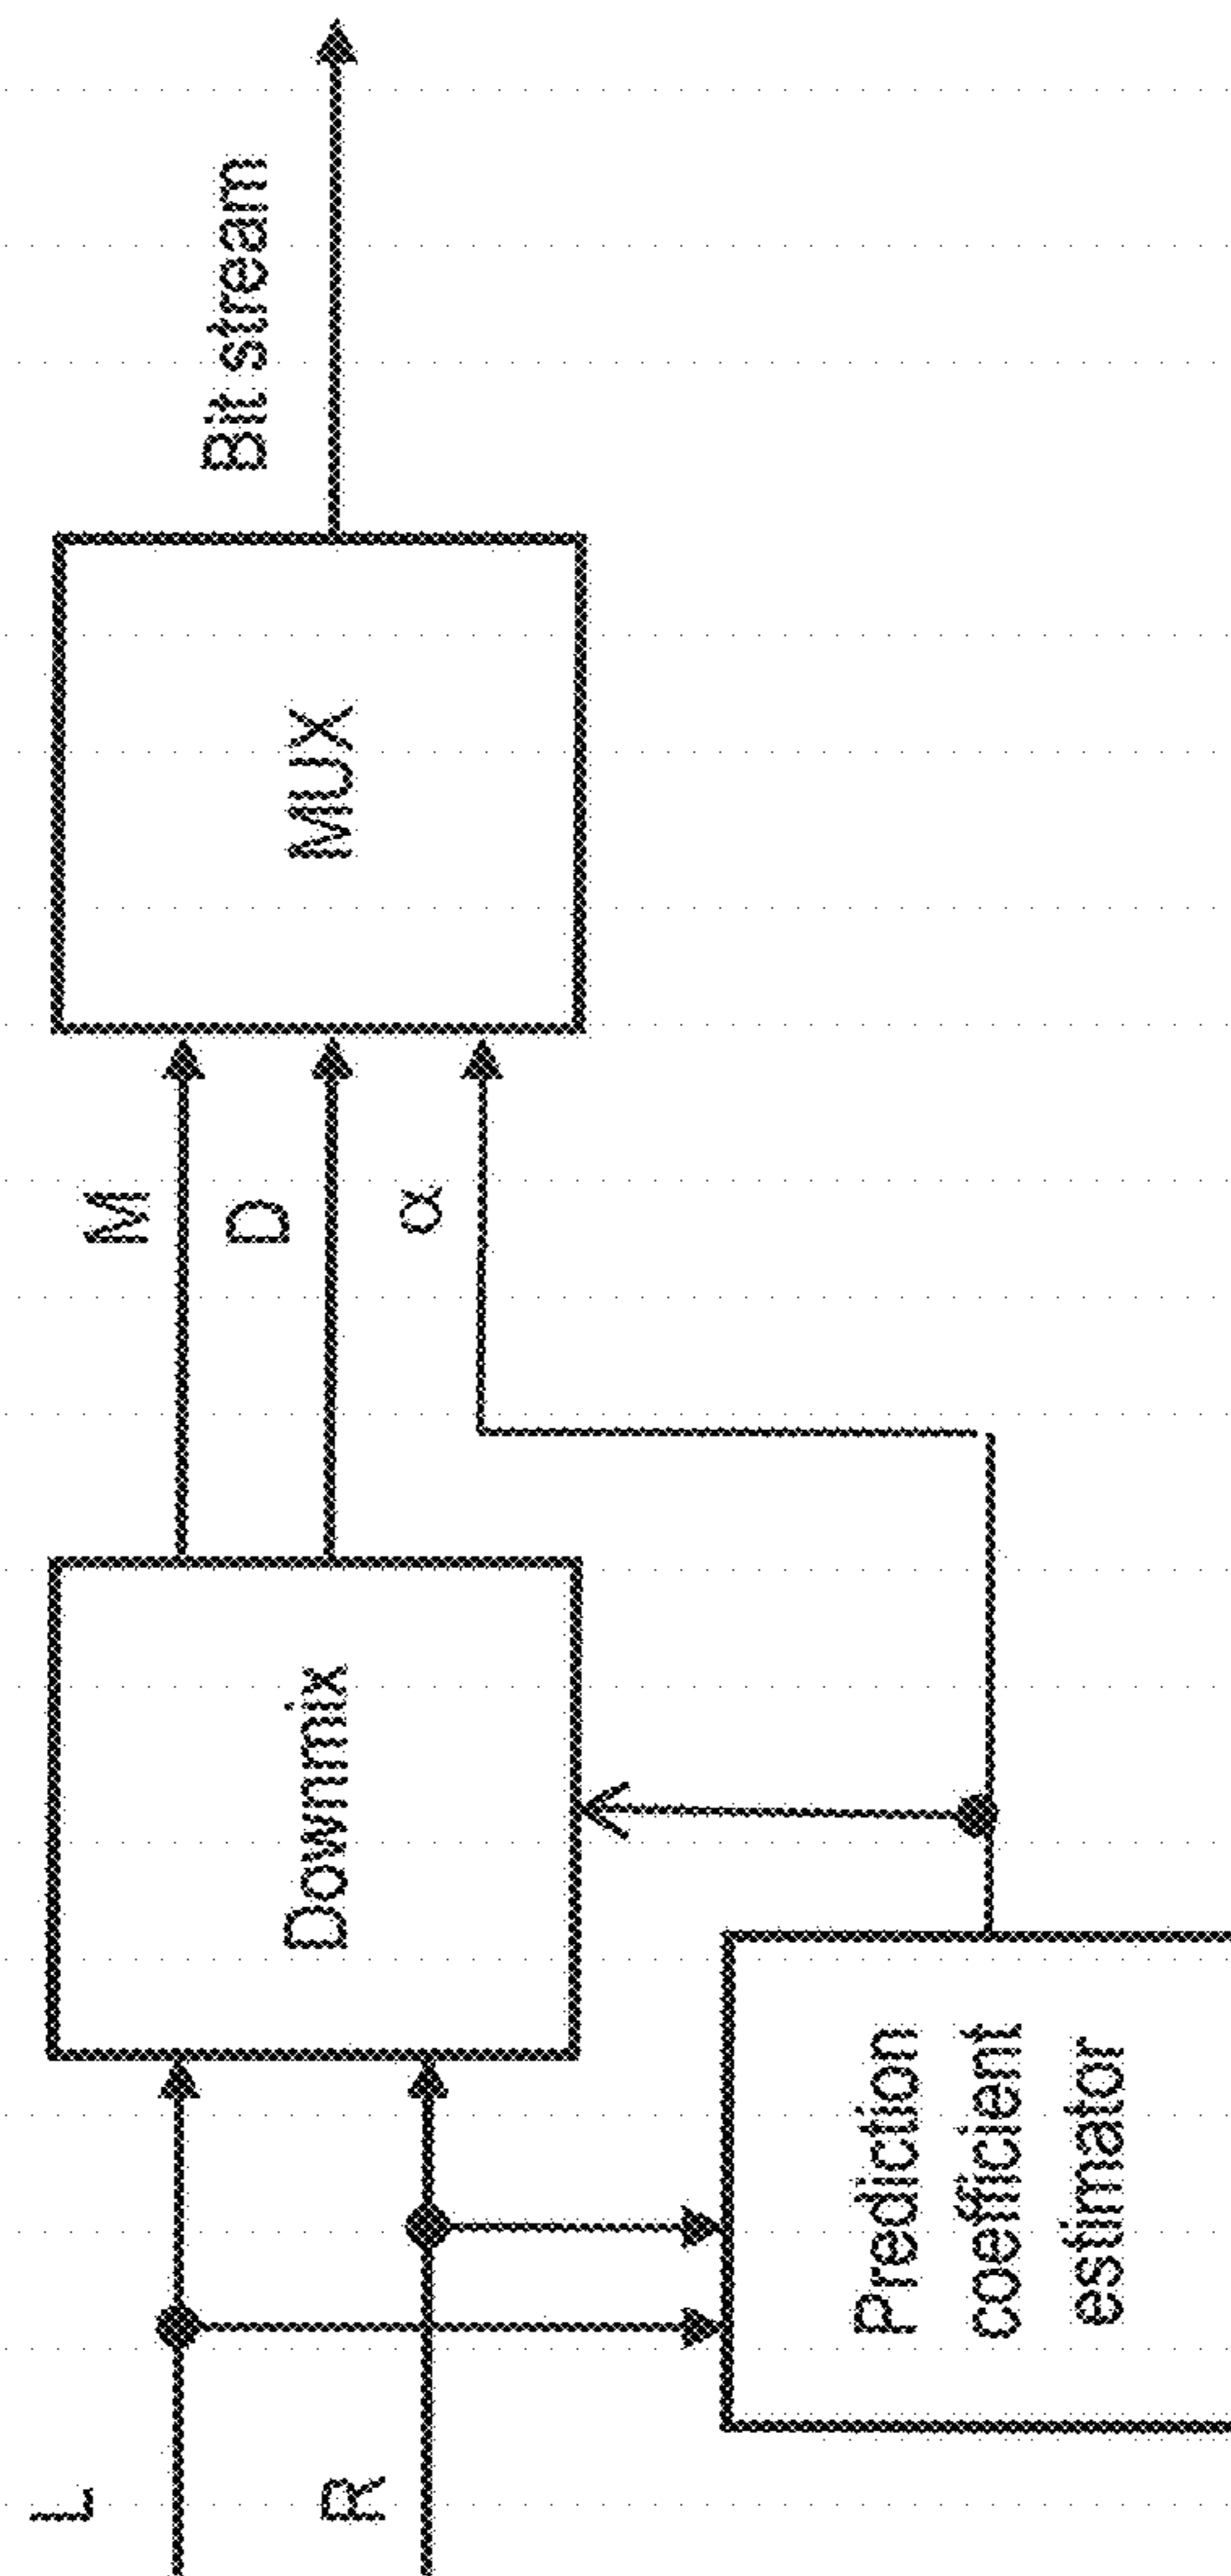 L
R
Downmix
Prediction
coefficient
estimator
M
D
α
MUX
Bit stream